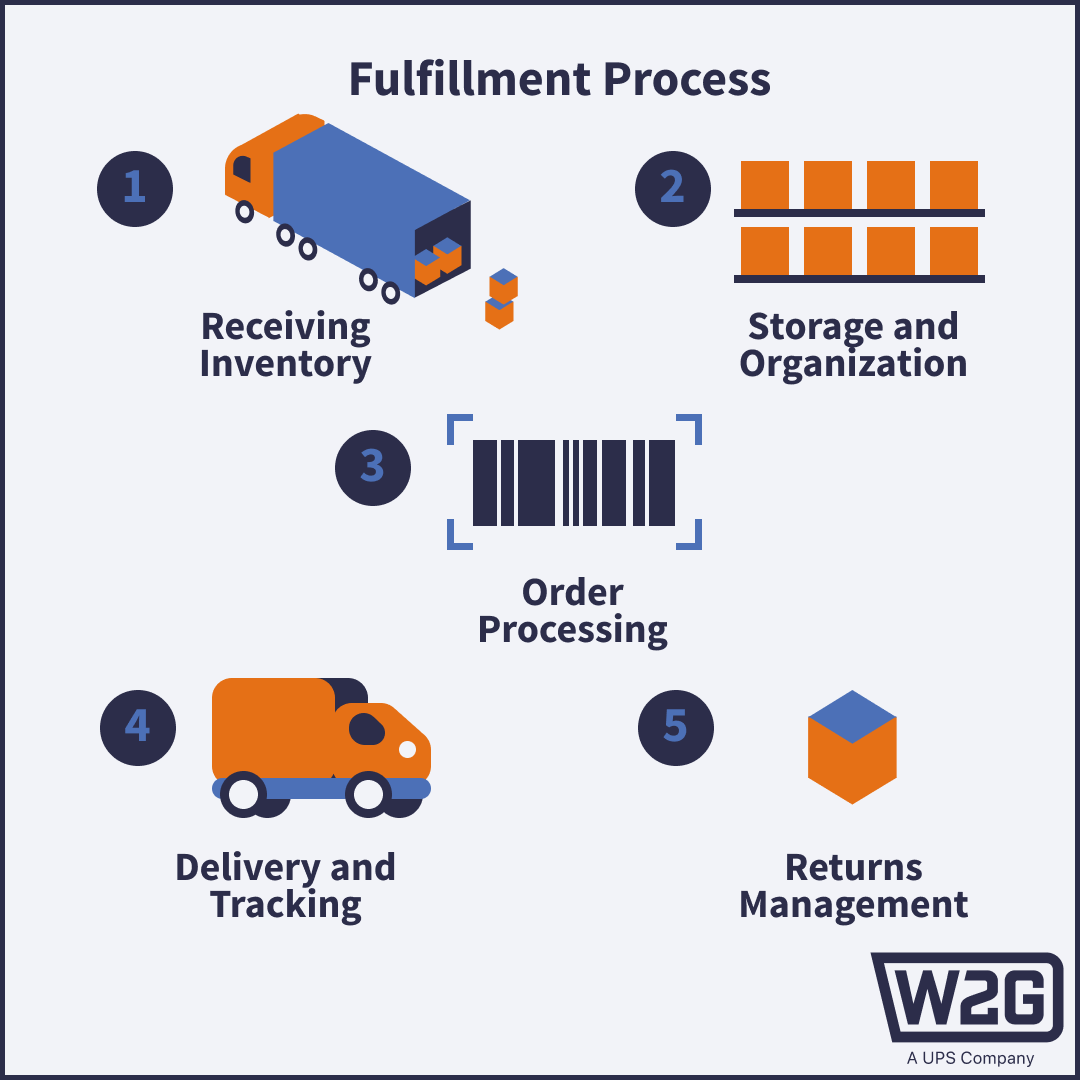 Fulfillment Process
1
Receiving
Inventory
2
Storage and
Organization
3
Order
Processing
4
Delivery and
Tracking
5
Returns
Management
W2G
A UPS Company